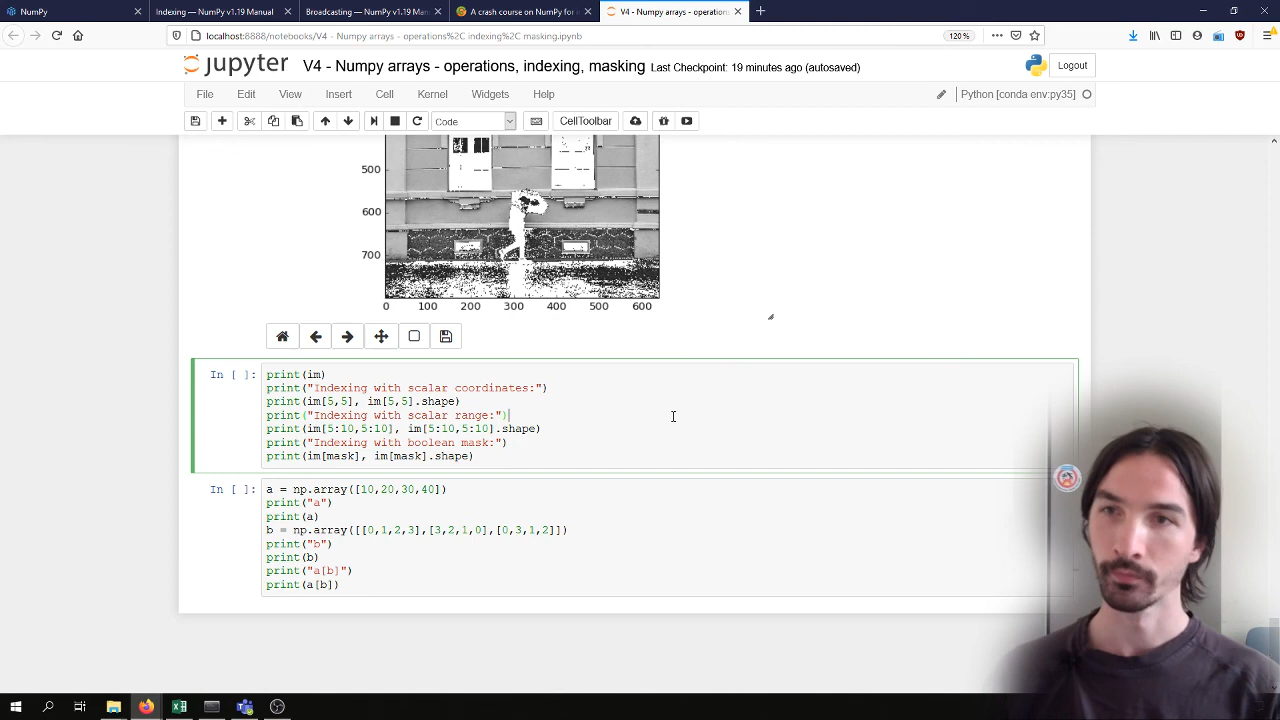 NumPy
Indexing — NumPy v1.19 Manual
Broadcasting — NumPy v1.19 Man
A crash course on NumPy for
V4 - Numpy arrays - operations,
localhost:8888/notebooks/V4 - Numpy arrays - operations%2C indexing%2C masking.ipynb
120%
jupyter
V4 - Numpy arrays - operations, indexing, masking
Last Checkpoint: 19 minutes ago (autosaved)
Logout
File
Edit
View
Insert
Cell
Kernel
Widgets
Help
Python [conda env:py35]
Code
CellToolbar
500
600
700
0 100 200 300 400 500 600
In [ ]:
print(im)
print("Indexing with scalar coordinates:")
print(im[5,5], im[5,5].shape)
print("Indexing with scalar range:")
print(im[5:10,5:10], im[5:10,5:10].shape)
print("Indexing with boolean mask:")
print(im[mask], im[mask].shape)
In [ ]:
a = np.array([10,20,30,40])
print("a")
print(a)
b = np.array([[0,1,2,3],[3,2,1,0],[0,3,1,2]])
print("b")
print(b)
print("a[b]")
print(a[b])